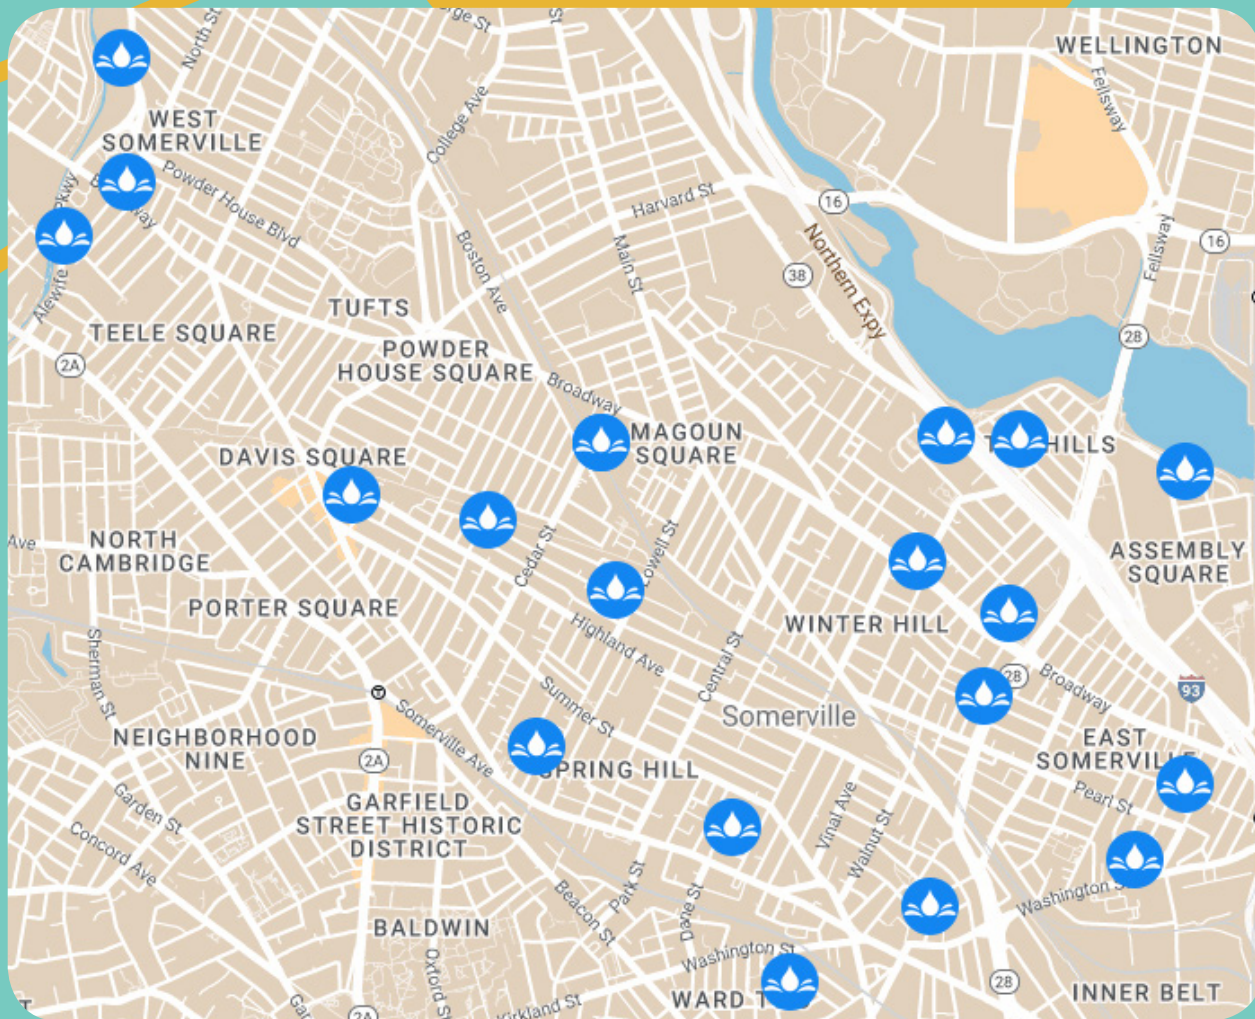 WELLINGTON
North St
College Ave
Fellsway
WEST
SOMERVILLE
Powder House Blvd
Harvard St
16
Northern Expy
16
Fellsway
Main St
Boston Ave
38
Alewife
TUFTS
TEELE SQUARE
28
POWDER
HOUSE SQUARE
2A
Broadway
MAGOUN
SQUARE
HILLS
DAVIS SQUARE
Ave
NORTH
CAMBRIDGE
Cedar St
ASSEMBLY
SQUARE
PORTER SQUARE
WINTER HILL
Highland Ave
Sherman St
Central St
28
Broadway
93
T
Summer St
Somerville
Somerville Ave
NEIGHBORHOOD
NINE
2A
SPRING HILL
EAST
SOMERVILLE
Pearl St
Garden St
GARFIELD
STREET HISTORIC
DISTRICT
Vinal Ave
Walnut St
Concord Ave
Park St
Beacon St
Dane St
Washington
BALDWIN
Oxford St
Washington St
28
INNER BELT
WARD
Kirkland St
2A